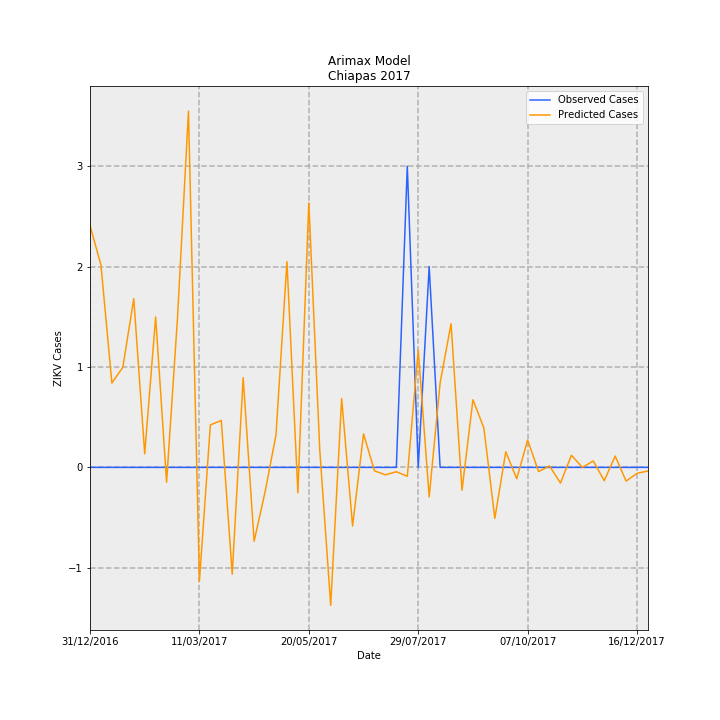 Arimax Model
Chiapas 2017
Observed Cases
Predicted Cases
ZIKV Cases
3
2
1
0
−1
31/12/2016 11/03/2017 20/05/2017 29/07/2017 07/10/2017 16/12/2017
Date